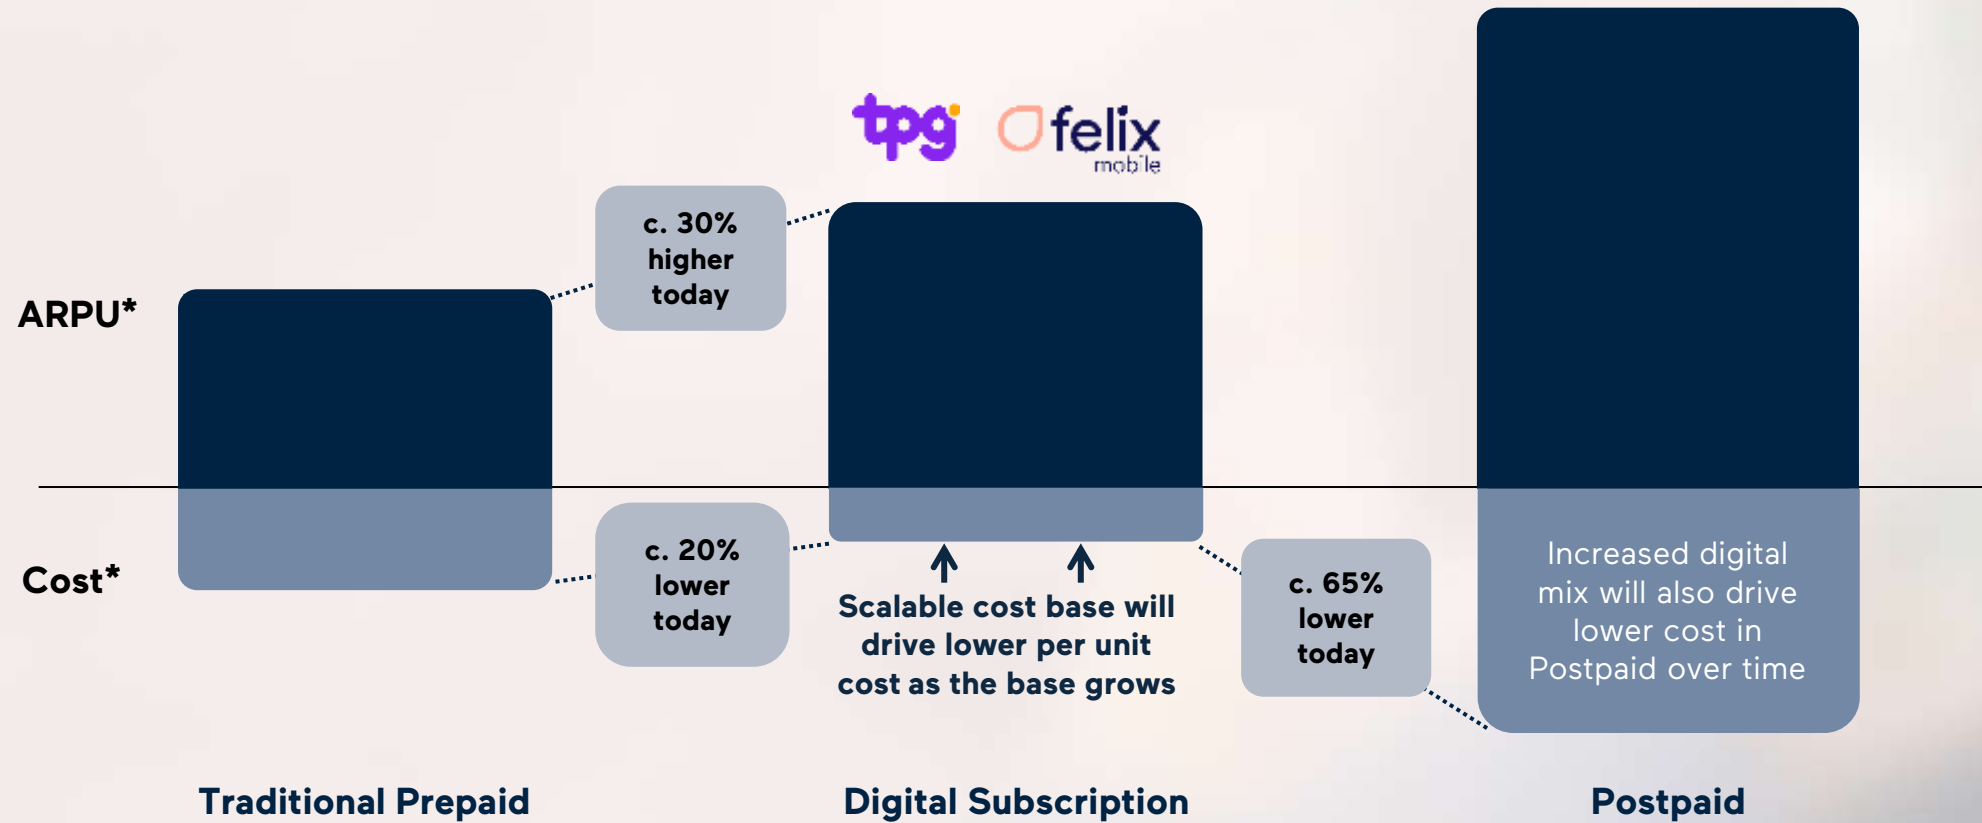 tpg
felix
mobile
c. 30%
higher
today
ARPU*
Cost*
c. 20%
lower
today
Scalable cost base will
drive lower per unit
cost as the base grows
c. 65%
lower
today
Increased digital
mix will also drive
lower cost in
Postpaid over time
Traditional Prepaid
Digital Subscription
Postpaid